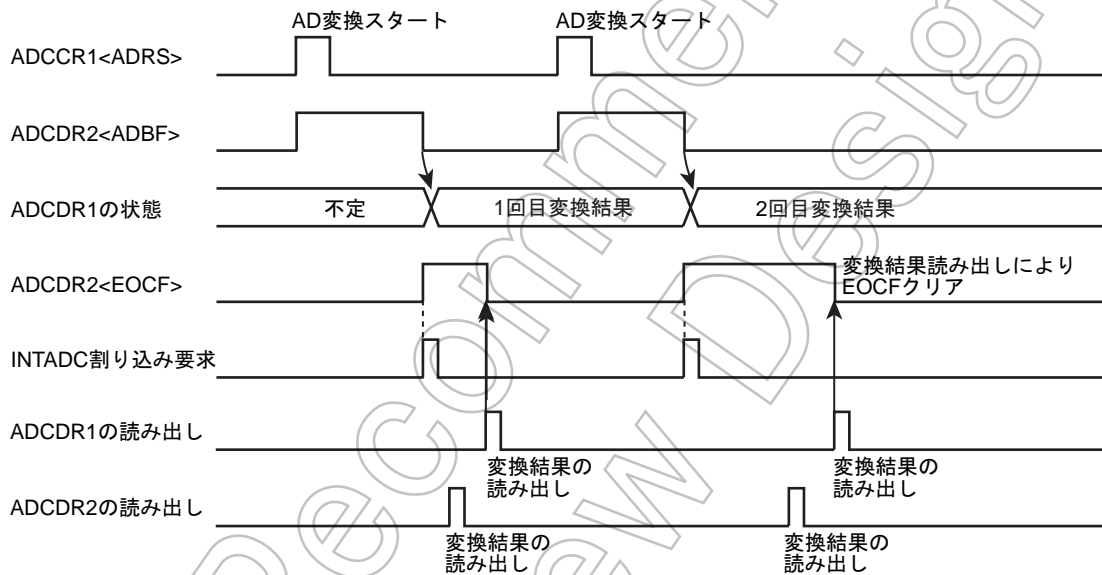 AD変換スタート AD変換スタート
ADCCR1<ADRS>
ADCDR2<ADBF>
ADCDR1の状態 不定 1回目変換結果 2回目変換結果
ADCDR2<EOCF>
変換結果読み出しにより
EOCFクリア
INTADC割り込み要求
ADCDR1の読み出し
変換結果の 変換結果の
読み出し 読み出し
ADCDR2の読み出し
変換結果の 変換結果の
読み出し 読み出し